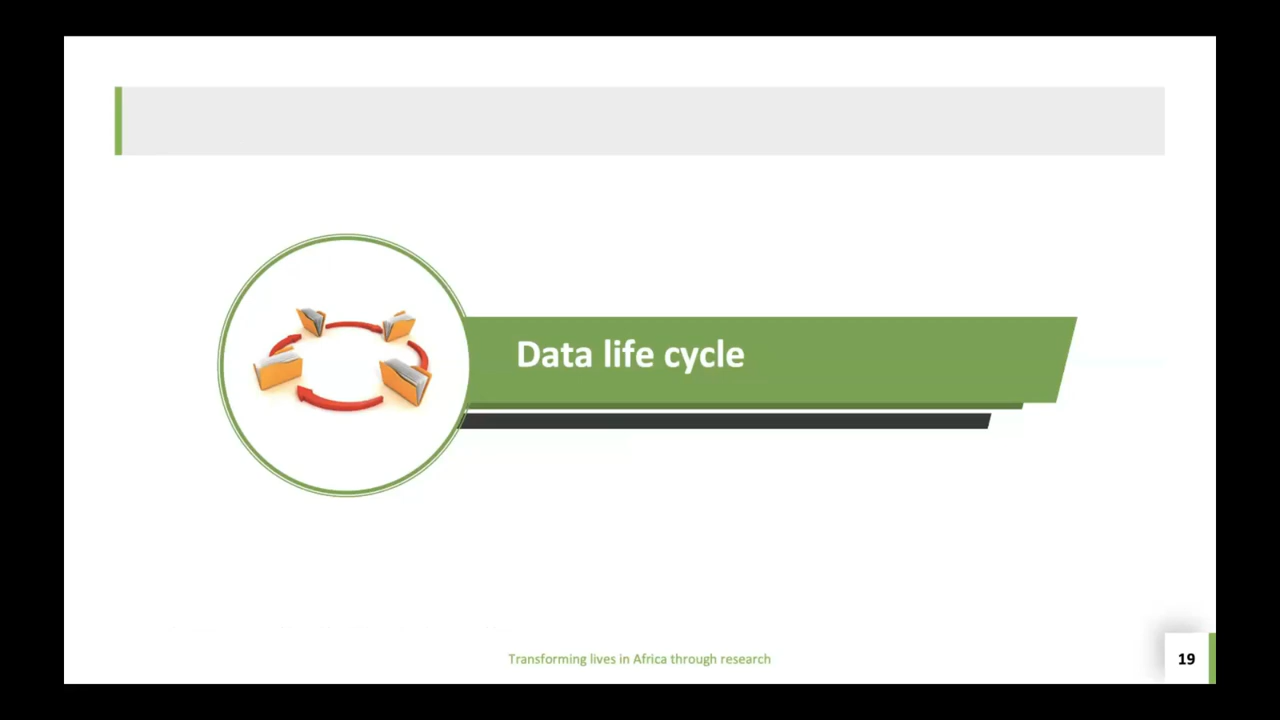 Data life cycle
Transforming lives in Africa through research
19